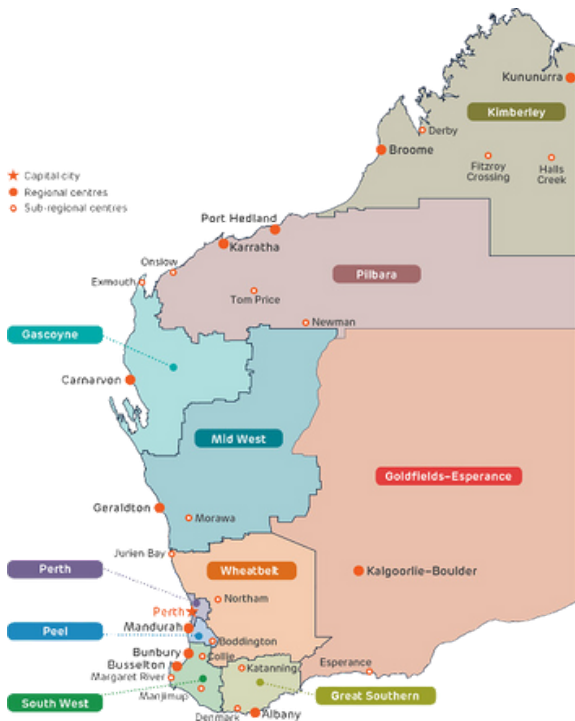 Kununurra
Kimberley
Derby
Broome
Fitzroy
Crossing
Halls
Creek
Capital city
Regional centres
Sub-regional centres
Port Hedland
Karratha
Onslow
Exmouth
Pilbara
Tom Price
Newman
Gascoyne
Carnarvon
Mid West
Goldfields–Esperance
Geraldton
Morawa
Jurien Bay
Perth
Wheatbelt
Kalgoorlie–Boulder
Northam
Perth
Mandurah
Peel
Boddington
Bunbury
Collie
Busselton
Katanning
Esperance
Margaret River
Manjimup
South West
Great Southern
Denmark
Albany